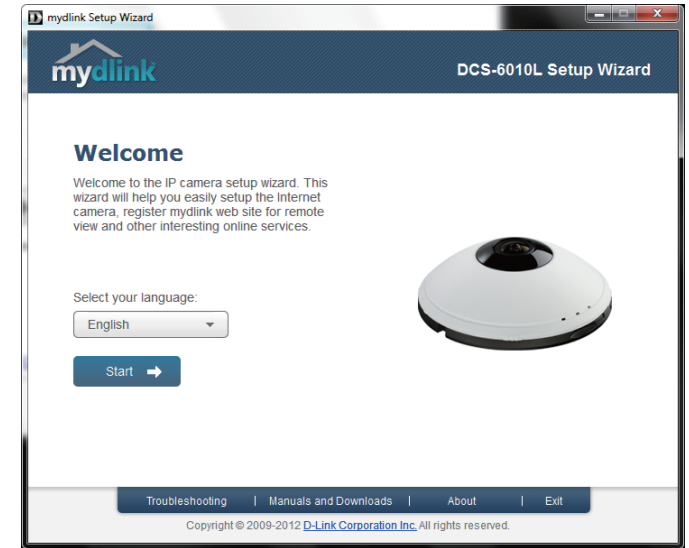 mydlink Setup Wizard
mydlink
DCS-6010L Setup Wizard
Welcome
Welcome to the IP camera setup wizard. This
wizard will help you easily setup the Internet
camera, register mydlink web site for remote
view and other interesting online services.
Select your language:
English
Start
Troubleshooting | Manuals and Downloads | About | Exit
Copyright © 2009-2012 D-Link Corporation Inc. All rights reserved.